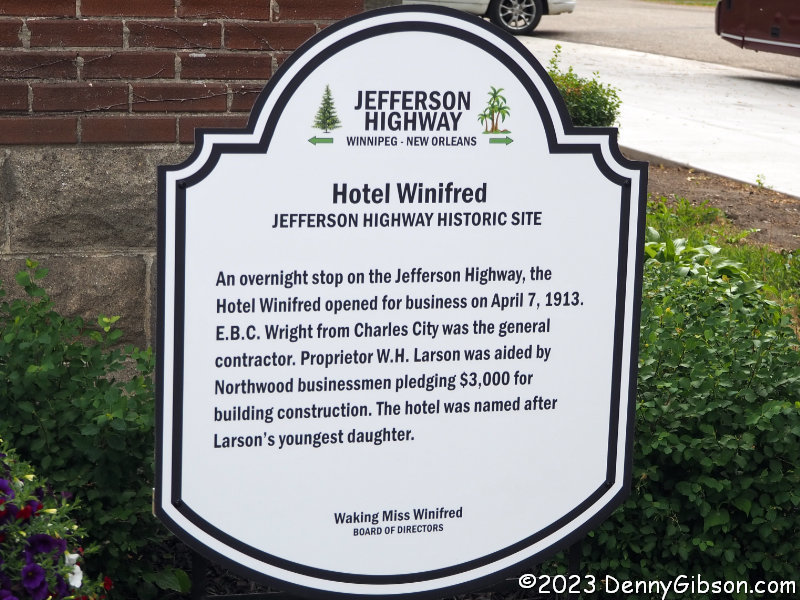 JEFFERSON
HIGHWAY
WINNIPEG - NEW ORLEANS
Hotel Winifred
JEFFERSON HIGHWAY HISTORIC SITE
An overnight stop on the Jefferson Highway, the
Hotel Winifred opened for business on April 7, 1913.
E.B.C. Wright from Charles City was the general
contractor. Proprietor W.H. Larson was aided by
Northwood businessmen pledging $3,000 for
building construction. The hotel was named after
Larson's youngest daughter.
Waking Miss Winifred
BOARD OF DIRECTORS
©2023 DennyGibson.com